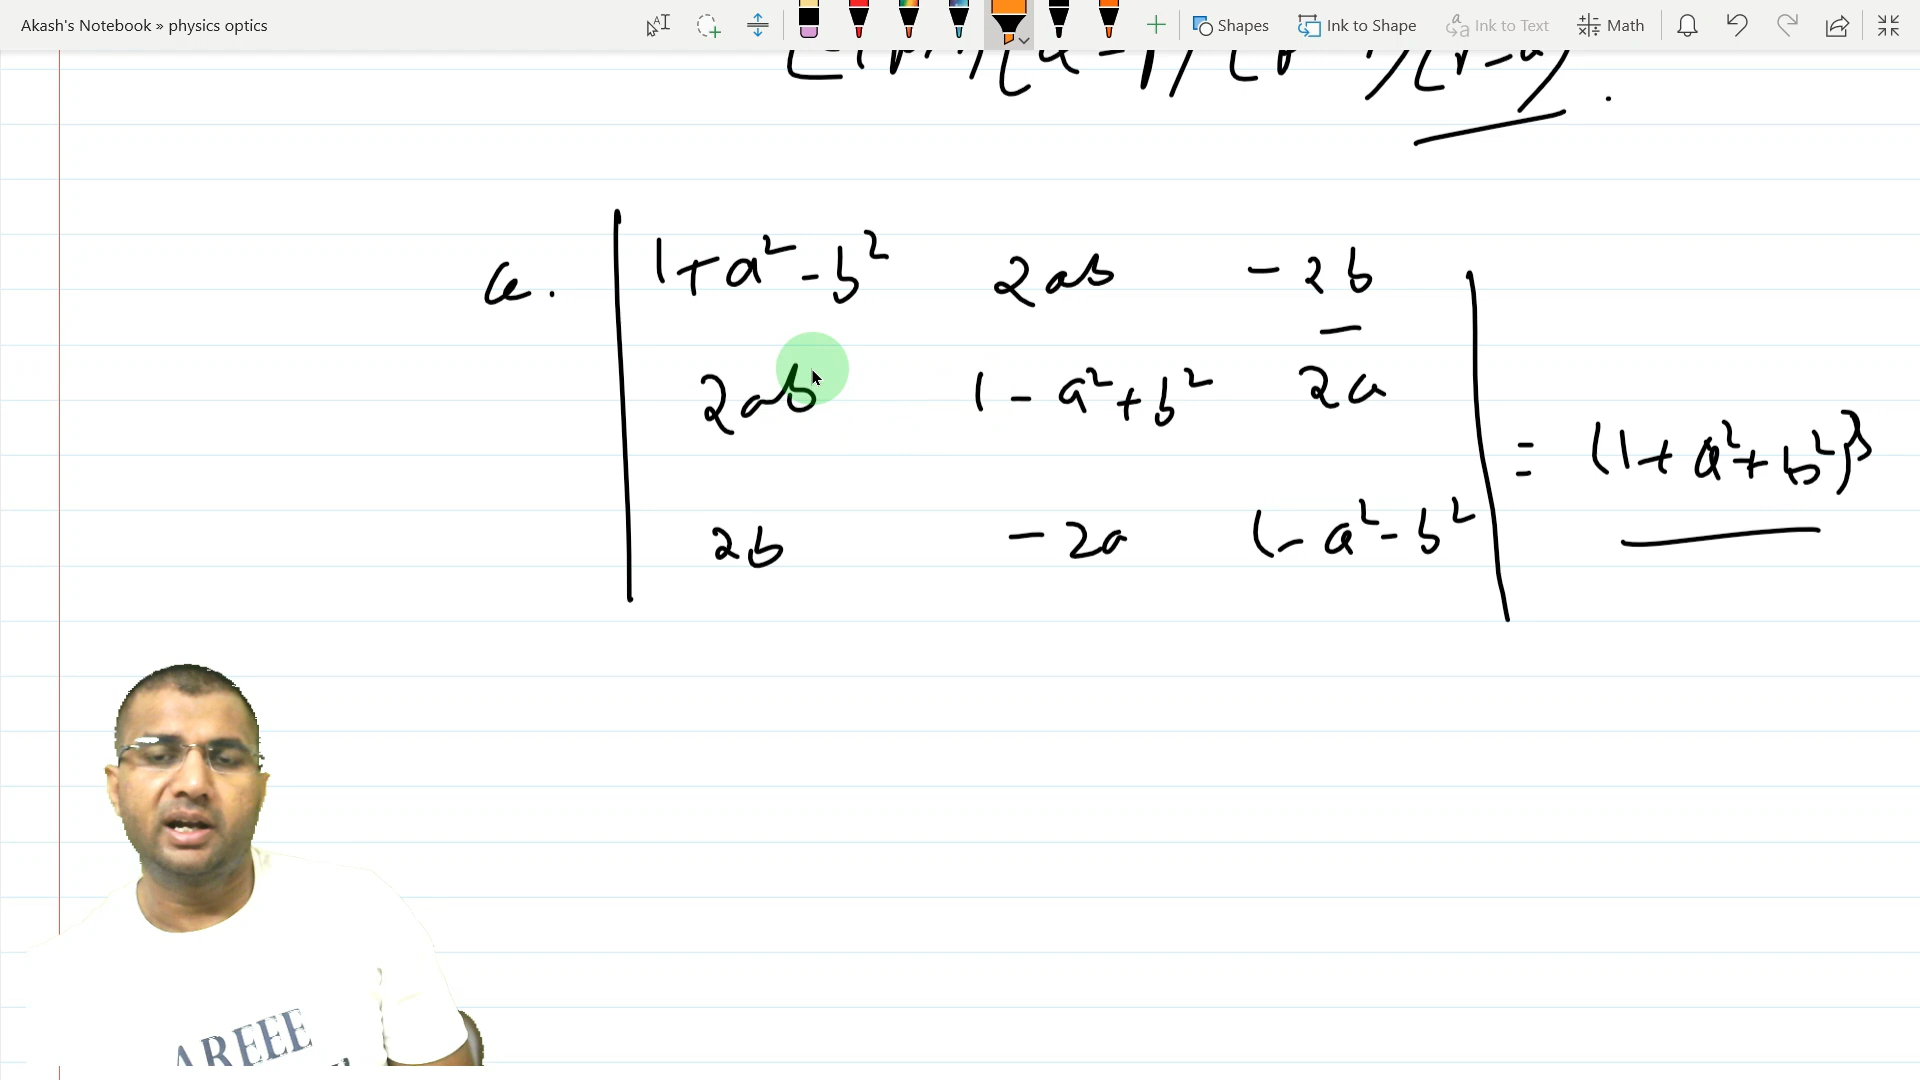 Akash's Notebook » physics optics
Shapes Ink to Shape Ink to Text Math
Q. | 1+a²-b² 2ab -2b |
| 2ab 1-a²+b² 2a | = (1+a²+b²)³
| 2b -2a 1-a²-b² |
AREEE